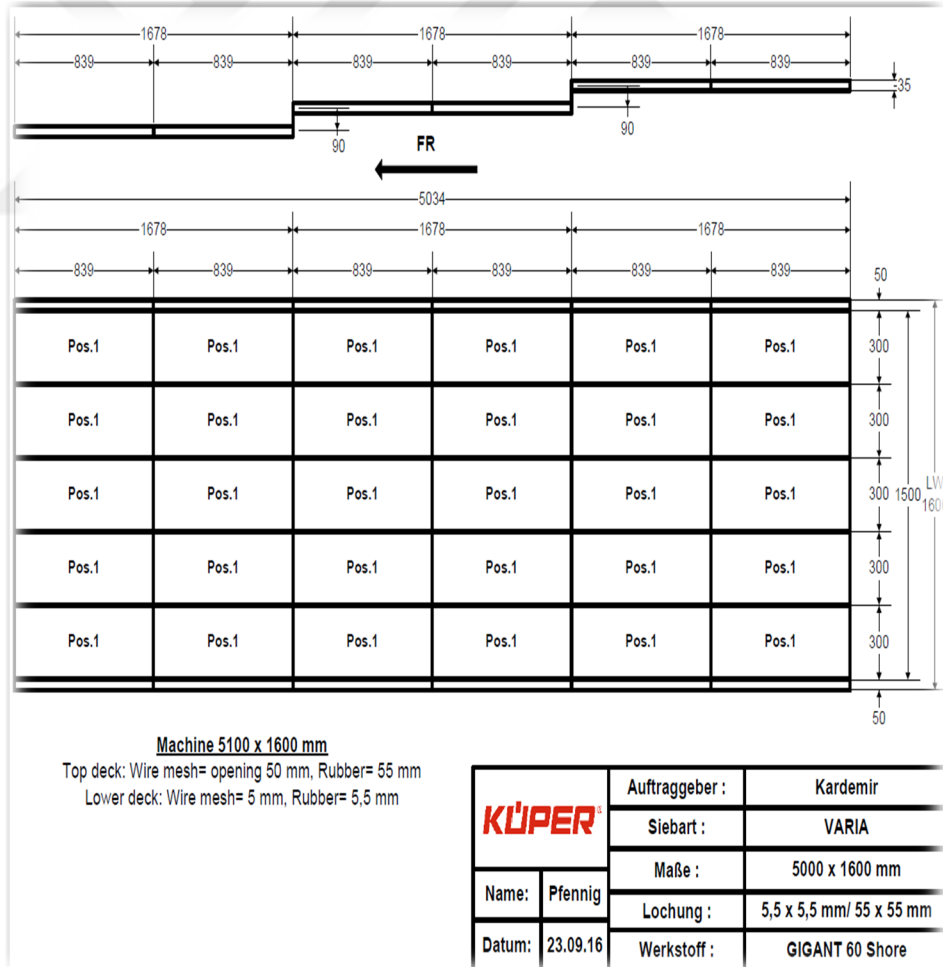 1678 1678 1678
839 839 839 839 839 839
35
90 90
FR
5034
1678 1678 1678
839 839 839 839 839 839
50
Pos.1 Pos.1 Pos.1 Pos.1 Pos.1 Pos.1 300
Pos.1 Pos.1 Pos.1 Pos.1 Pos.1 Pos.1 300
Pos.1 Pos.1 Pos.1 Pos.1 Pos.1 Pos.1 300 1500 LW
Pos.1 Pos.1 Pos.1 Pos.1 Pos.1 Pos.1 300
Pos.1 Pos.1 Pos.1 Pos.1 Pos.1 Pos.1 300
50
Machine 5100 x 1600 mm
Top deck: Wire mesh= opening 50 mm, Rubber= 55 mm
Lower deck: Wire mesh= 5 mm, Rubber= 5,5 mm
KÜPER®
Name: Pfennig
Datum: 23.09.16
Auftraggeber : Kardemir
Siebart : VARIA
Maße : 5000 x 1600 mm
Lochung : 5,5 x 5,5 mm/ 55 x 55 mm
Werkstoff : GIGANT 60 Shore